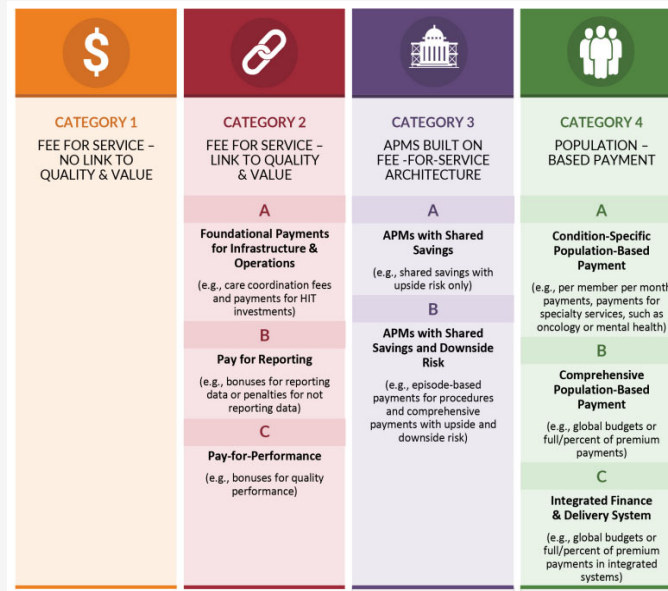 $
CATEGORY 1
FEE FOR SERVICE –
NO LINK TO
QUALITY & VALUE
CATEGORY 2
FEE FOR SERVICE –
LINK TO QUALITY
& VALUE
A
Foundational Payments
for Infrastructure &
Operations
(e.g., care coordination fees
and payments for HIT
investments)
B
Pay for Reporting
(e.g., bonuses for reporting
data or penalties for not
reporting data)
C
Pay-for-Performance
(e.g., bonuses for quality
performance)
CATEGORY 3
APMS BUILT ON
FEE -FOR-SERVICE
ARCHITECTURE
A
APMs with Shared
Savings
(e.g., shared savings with
upside risk only)
B
APMs with Shared
Savings and Downside
Risk
(e.g., episode-based
payments for procedures
and comprehensive
payments with upside and
downside risk)
CATEGORY 4
POPULATION –
BASED PAYMENT
A
Condition-Specific
Population-Based
Payment
(e.g., per member per month
payments, payments for
specialty services, such as
oncology or mental health)
B
Comprehensive
Population-Based
Payment
(e.g., global budgets or
full/percent of premium
payments)
C
Integrated Finance
& Delivery System
(e.g., global budgets or
full/percent of premium
payments in integrated
systems)